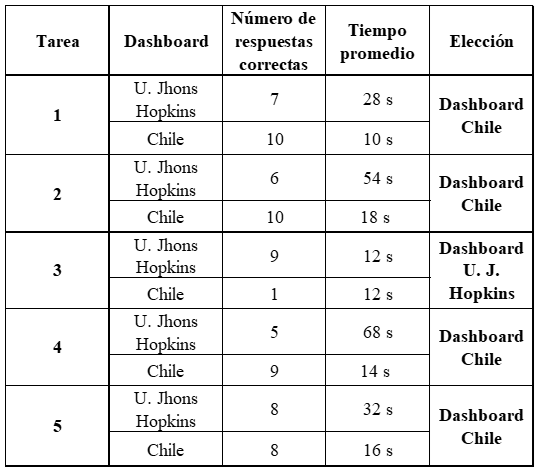 Tarea Dashboard Número de respuestas correctas Tiempo promedio Elección
1 U. Jhons Hopkins 7 28 s Dashboard Chile
Chile 10 10 s
2 U. Jhons Hopkins 6 54 s Dashboard Chile
Chile 10 18 s
3 U. Jhons Hopkins 9 12 s Dashboard U. J. Hopkins
Chile 1 12 s
4 U. Jhons Hopkins 5 68 s Dashboard Chile
Chile 9 14 s
5 U. Jhons Hopkins 8 32 s Dashboard Chile
Chile 8 16 s